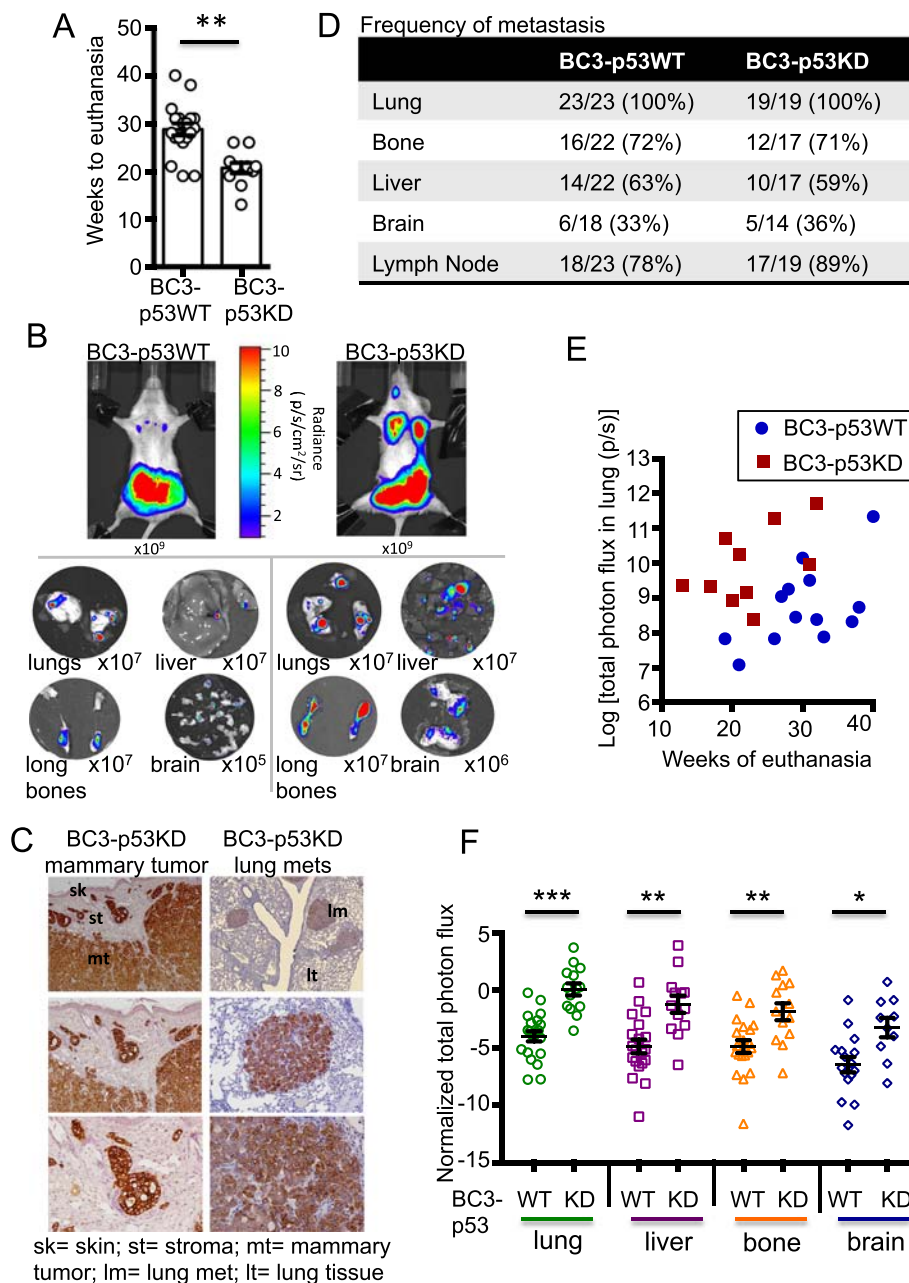 A
Weeks to euthanasia
50
40
30
20
10
0
**
BC3-
p53WT
BC3-
p53KD
D
Frequency of metastasis
BC3-p53WT BC3-p53KD
Lung 23/23 (100%) 19/19 (100%)
Bone 16/22 (72%) 12/17 (71%)
Liver 14/22 (63%) 10/17 (59%)
Brain 6/18 (33%) 5/14 (36%)
Lymph Node 18/23 (78%) 17/19 (89%)
B
BC3-p53WT
BC3-p53KD
10
8
6
4
2
Radiance
( p/s/cm²/sr)
x10⁹
x10⁹
lungs x10⁷
liver x10⁷
lungs x10⁷
liver x10⁷
long
bones
x10⁷
brain x10⁵
long
bones
x10⁷
brain x10⁶
E
BC3-p53WT
BC3-p53KD
Log [total photon flux in lung (p/s)]
13
12
11
10
9
8
7
6
10 20 30 40
Weeks of euthanasia
C
BC3-p53KD
mammary tumor
BC3-p53KD
lung mets
sk
st
mt
lm
lt
sk= skin; st= stroma; mt= mammary
tumor; lm= lung met; lt= lung tissue
F
Normalized total photon flux
*** ** ** *
5
0
-5
-10
-15
BC3-
p53
WT KD WT KD WT KD WT KD
lung liver bone brain